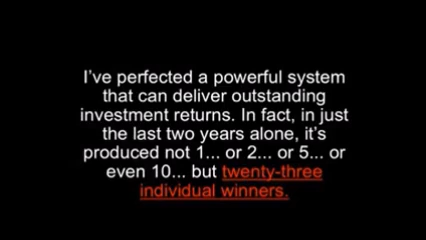 I've perfected a powerful system
that can deliver outstanding
investment returns. In fact, in just
the last two years alone, it's
produced not 1... or 2... or 5... or
even 10... but twenty-three
individual winners.